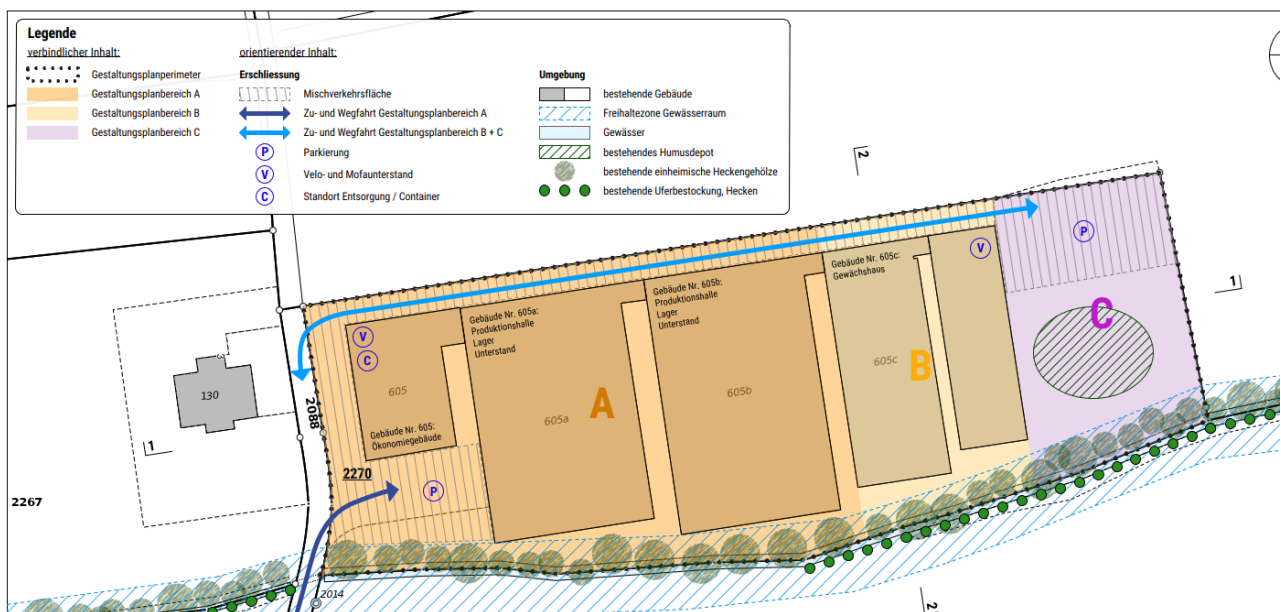 Legende
verbindlicher Inhalt:
orientierender Inhalt:
Gestaltungsplanperimeter
Gestaltungsplanbereich A
Gestaltungsplanbereich B
Gestaltungsplanbereich C
Erschliessung
Mischverkehrsfläche
Zu- und Wegfahrt Gestaltungsplanbereich A
Zu- und Wegfahrt Gestaltungsplanbereich B + C
P
Parkierung
V
Velo- und Mofaunterstand
C
Standort Entsorgung / Container
Umgebung
bestehende Gebäude
Freihaltezone Gewässerraum
Gewässer
bestehendes Humusdepot
bestehende einheimische Heckengehölze
bestehende Uferbestockung, Hecken
2
P
V
1
C
Gebäude Nr. 605c:
Gewächshaus
605c
B
Gebäude Nr. 605b:
Produktionshalle
Lager
Unterstand
605b
Gebäude Nr. 605a:
Produktionshalle
Lager
Unterstand
A
605a
V
C
605
Gebäude Nr. 605:
Ökonomiegebäude
3
130
2088
1
2270
P
2267
2014
2